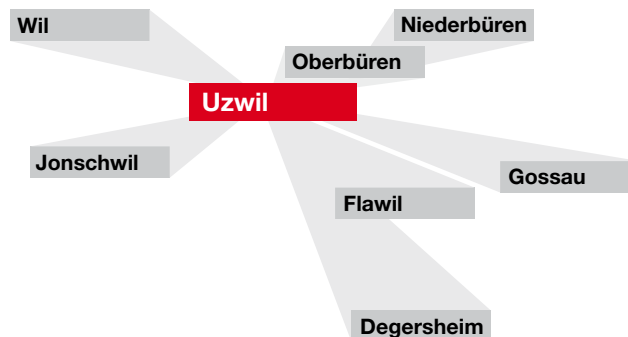 Wil
Niederbüren
Oberbüren
Uzwil
Jonschwil
Gossau
Flawil
Degersheim